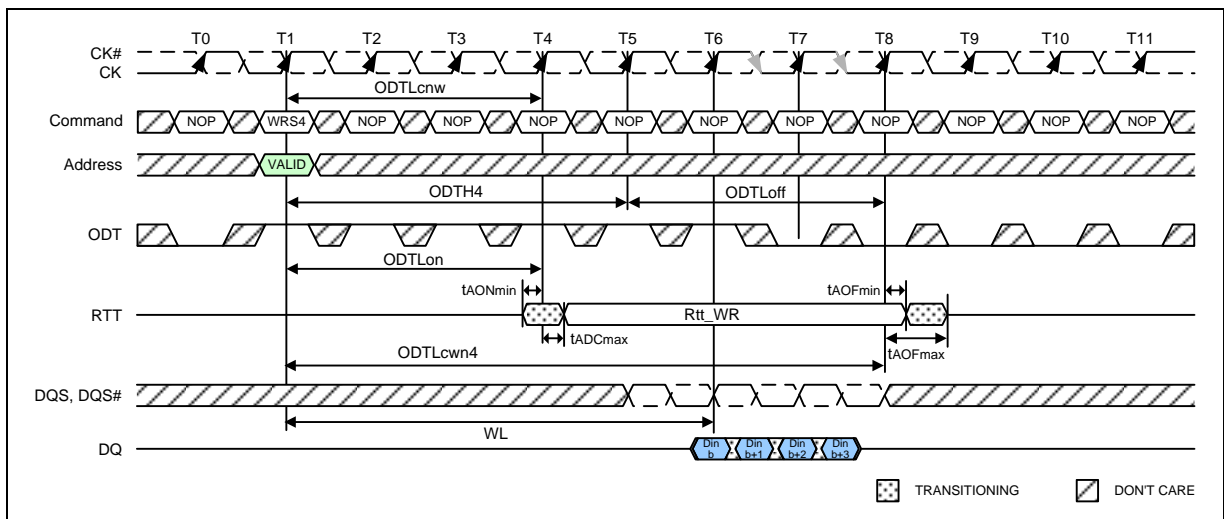 T0 T1 T2 T3 T4 T5 T6 T7 T8 T9 T10 T11
CK#
CK
ODTLcnw
Command NOP WRS4 NOP NOP NOP NOP NOP NOP NOP NOP NOP NOP
Address VALID
ODTH4 ODTLoff
ODT
ODTLon
tAONmin tAOFmin
RTT Rtt_WR
tADCmax tAOFmax
ODTLcwn4
DQS, DQS#
WL
DQ Din b Din b+1 Din b+2 Din b+3
TRANSITIONING DON'T CARE